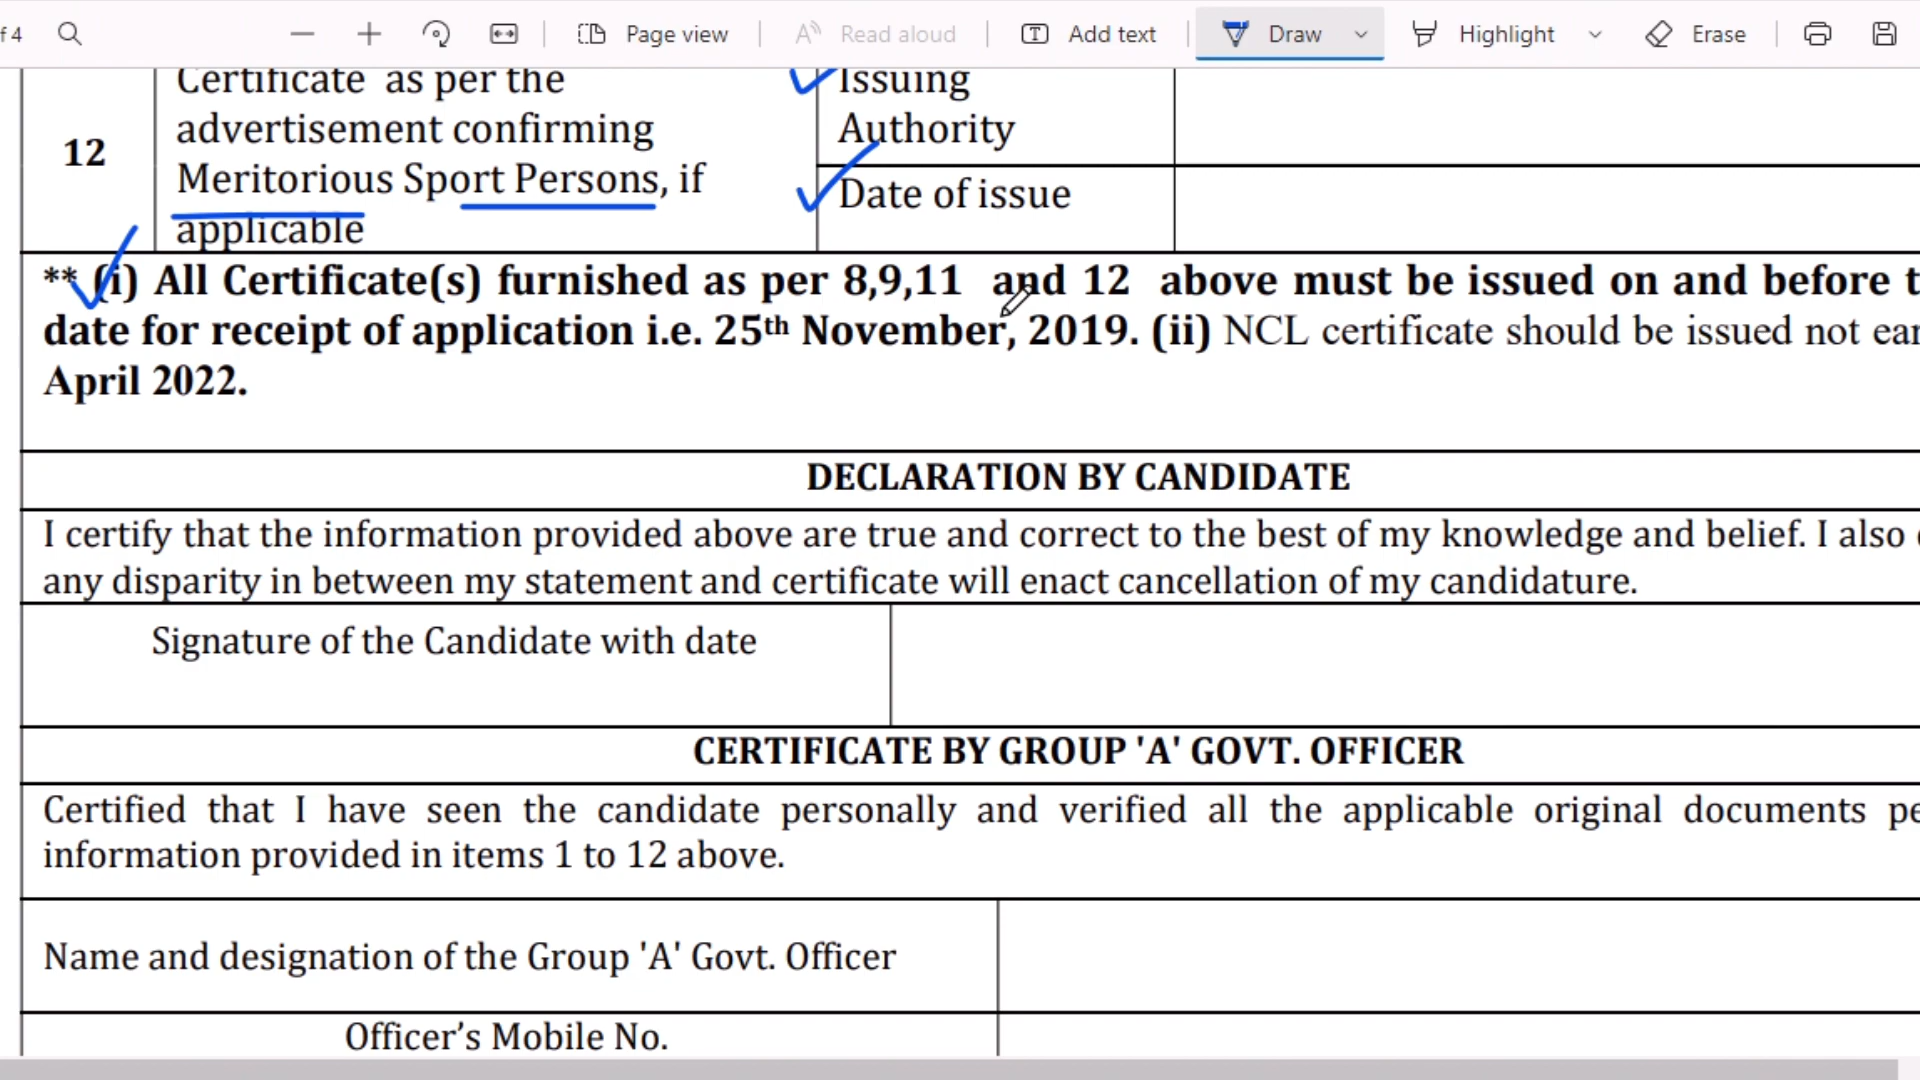 f 4 Page view Read aloud Add text Draw Highlight Erase
Certificate as per the
advertisement confirming
Meritorious Sport Persons, if
applicable
12
Issuing
Authority
Date of issue
** (i) All Certificate(s) furnished as per 8,9,11 and 12 above must be issued on and before
date for receipt of application i.e. 25th November, 2019. (ii) NCL certificate should be issued not
April 2022.
DECLARATION BY CANDIDATE
I certify that the information provided above are true and correct to the best of my knowledge and belief. I also
any disparity in between my statement and certificate will enact cancellation of my candidature.
Signature of the Candidate with date
CERTIFICATE BY GROUP 'A' GOVT. OFFICER
Certified that I have seen the candidate personally and verified all the applicable original documents
information provided in items 1 to 12 above.
Name and designation of the Group 'A' Govt. Officer
Officer’s Mobile No.